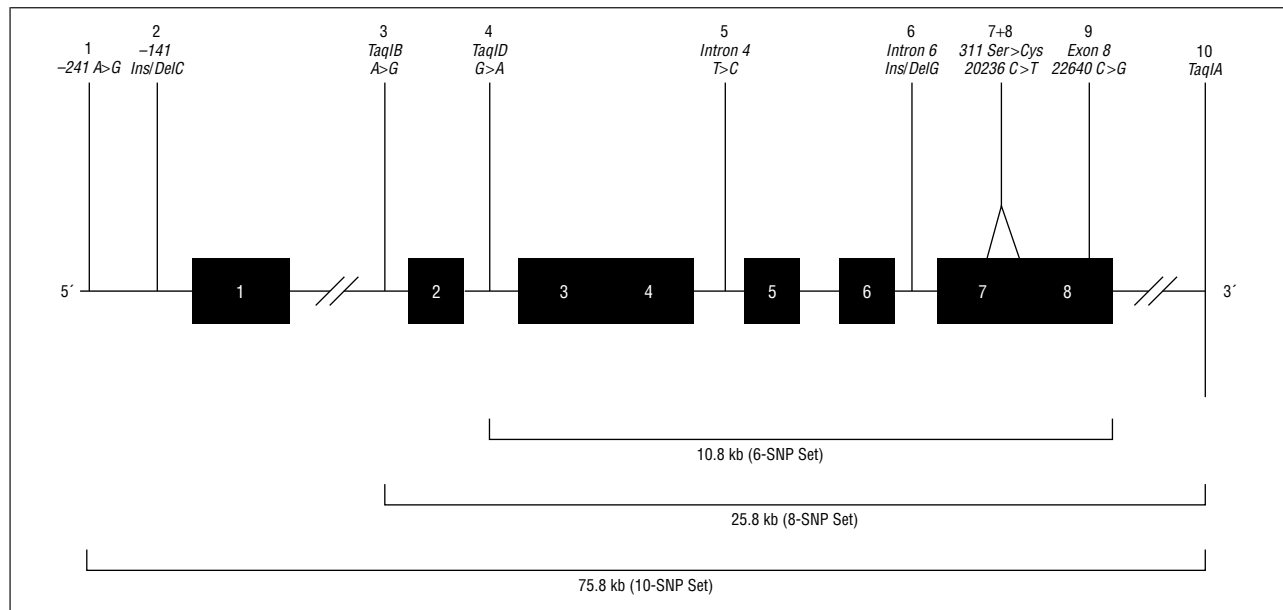 1
−241 A>G
2
−141
Ins/DelC
3
TaqIB
A>G
4
TaqID
G>A
5
Intron 4
T>C
6
Intron 6
Ins/DelG
7+8
311 Ser>Cys
20236 C>T
9
Exon 8
22640 C>G
10
TaqIA
5´ 1 2 3 4 5 6 7 8 3´
10.8 kb (6-SNP Set)
25.8 kb (8-SNP Set)
75.8 kb (10-SNP Set)